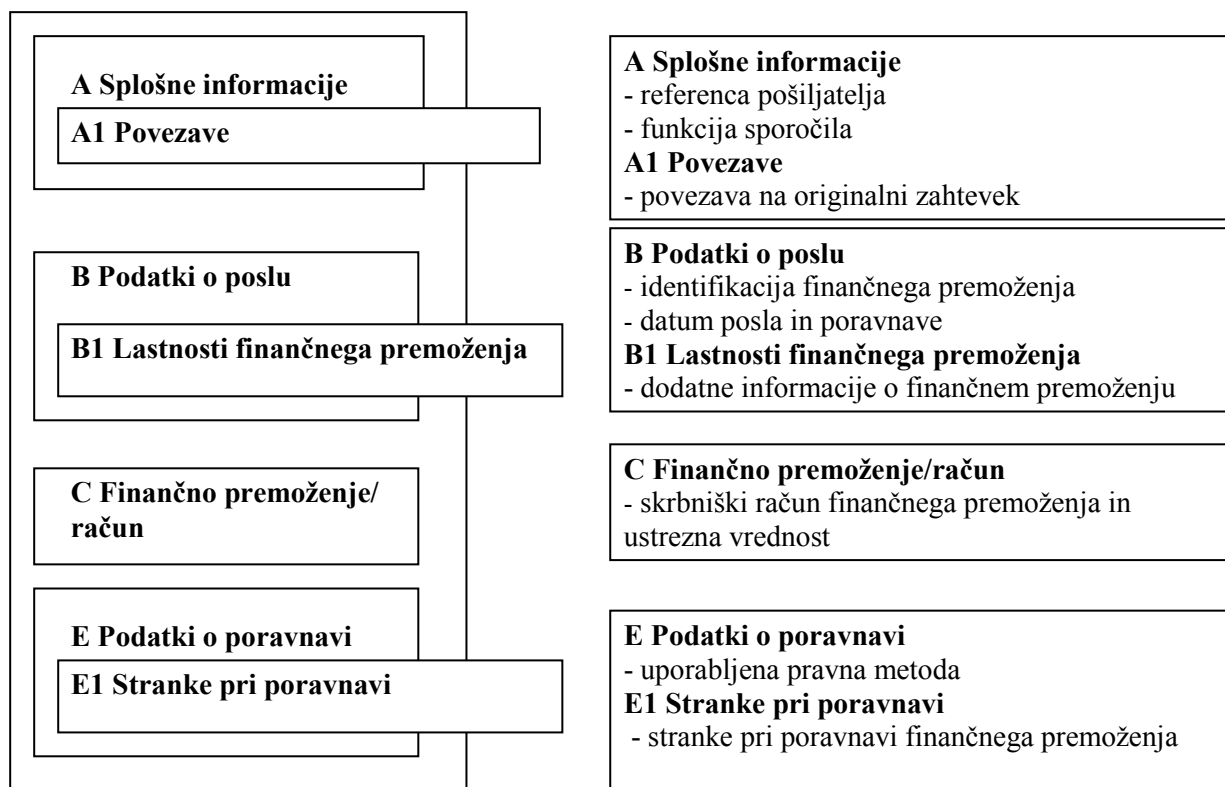 A Splošne informacije
A1 Povezave
B Podatki o poslu
B1 Lastnosti finančnega premoženja
C Finančno premoženje/
račun
E Podatki o poravnavi
E1 Stranke pri poravnavi
A Splošne informacije
- referenca pošiljatelja
- funkcija sporočila
A1 Povezave
- povezava na originalni zahtevek
B Podatki o poslu
- identifikacija finančnega premoženja
- datum posla in poravnave
B1 Lastnosti finančnega premoženja
- dodatne informacije o finančnem premoženju
C Finančno premoženje/račun
- skrbniški račun finančnega premoženja in
ustrezna vrednost
E Podatki o poravnavi
- uporabljena pravna metoda
E1 Stranke pri poravnavi
- stranke pri poravnavi finančnega premoženja